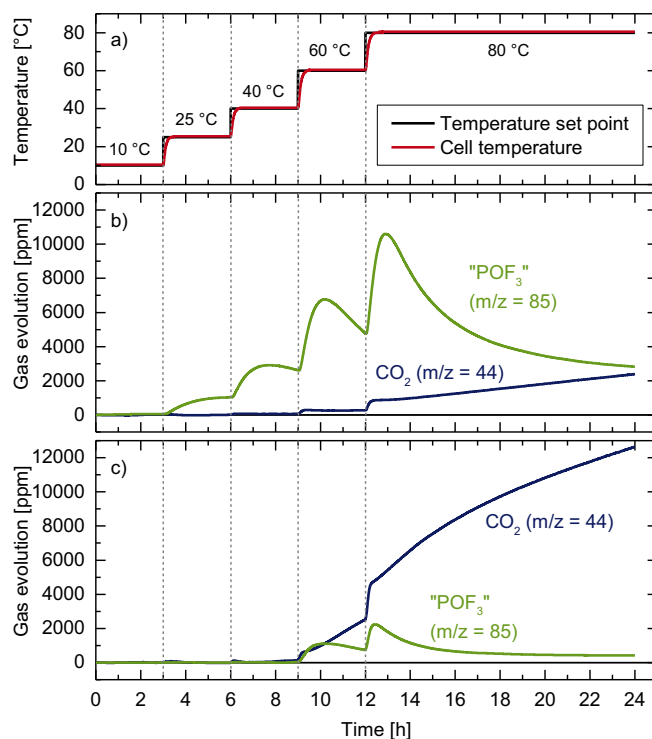 80
60
40
20
0
Temperature [°C]
a)
10 °C
25 °C
40 °C
60 °C
80 °C
Temperature set point
Cell temperature
12000
10000
8000
6000
4000
2000
0
Gas evolution [ppm]
b)
"POF₃"
(m/z = 85)
CO₂ (m/z = 44)
12000
10000
8000
6000
4000
2000
0
Gas evolution [ppm]
c)
CO₂ (m/z = 44)
"POF₃"
(m/z = 85)
0 2 4 6 8 10 12 14 16 18 20 22 24
Time [h]